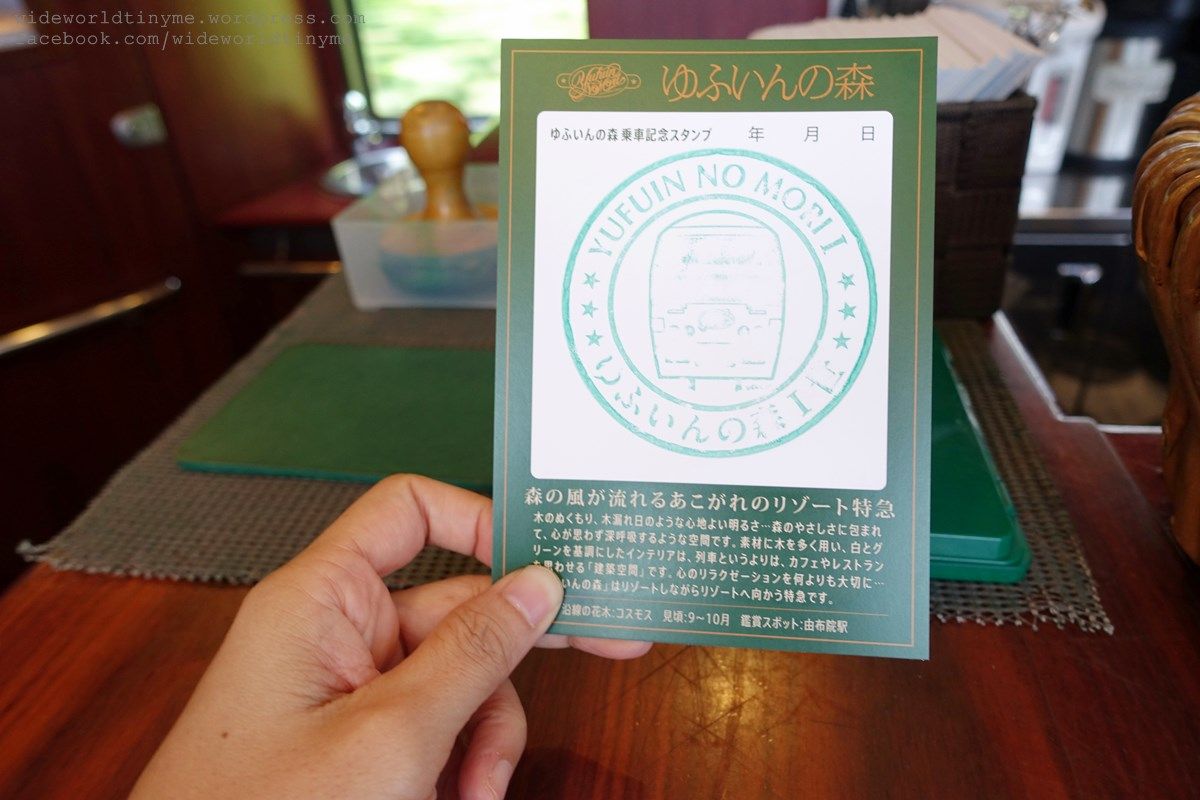 wideworldtinyme.wordpress.com
facebook.com/wideworldtinyme
Yufuin no mori
ゆふいんの森
ゆふいんの森 乗車記念スタンプ 年 月 日
YUFUIN NO MORI I
ゆふいんの森 I 世
森の風が流れるあこがれのリゾート特急
木のぬくもり、木漏れ日のような心地よい明るさ…森のやさしさに包まれ
て、心が思わず深呼吸するような空間です。素材に木を多く用い、白とグ
リーンを基調にしたインテリアは、列車というよりは、カフェやレストラン
を思わせる「建築空間」です。心のリラクゼーションを何よりも大切に…
いんの森」はリゾートしながらリゾートへ向かう特急です。
沿線の花木:コスモス 見頃:9~10月 鑑賞スポット:由布院駅